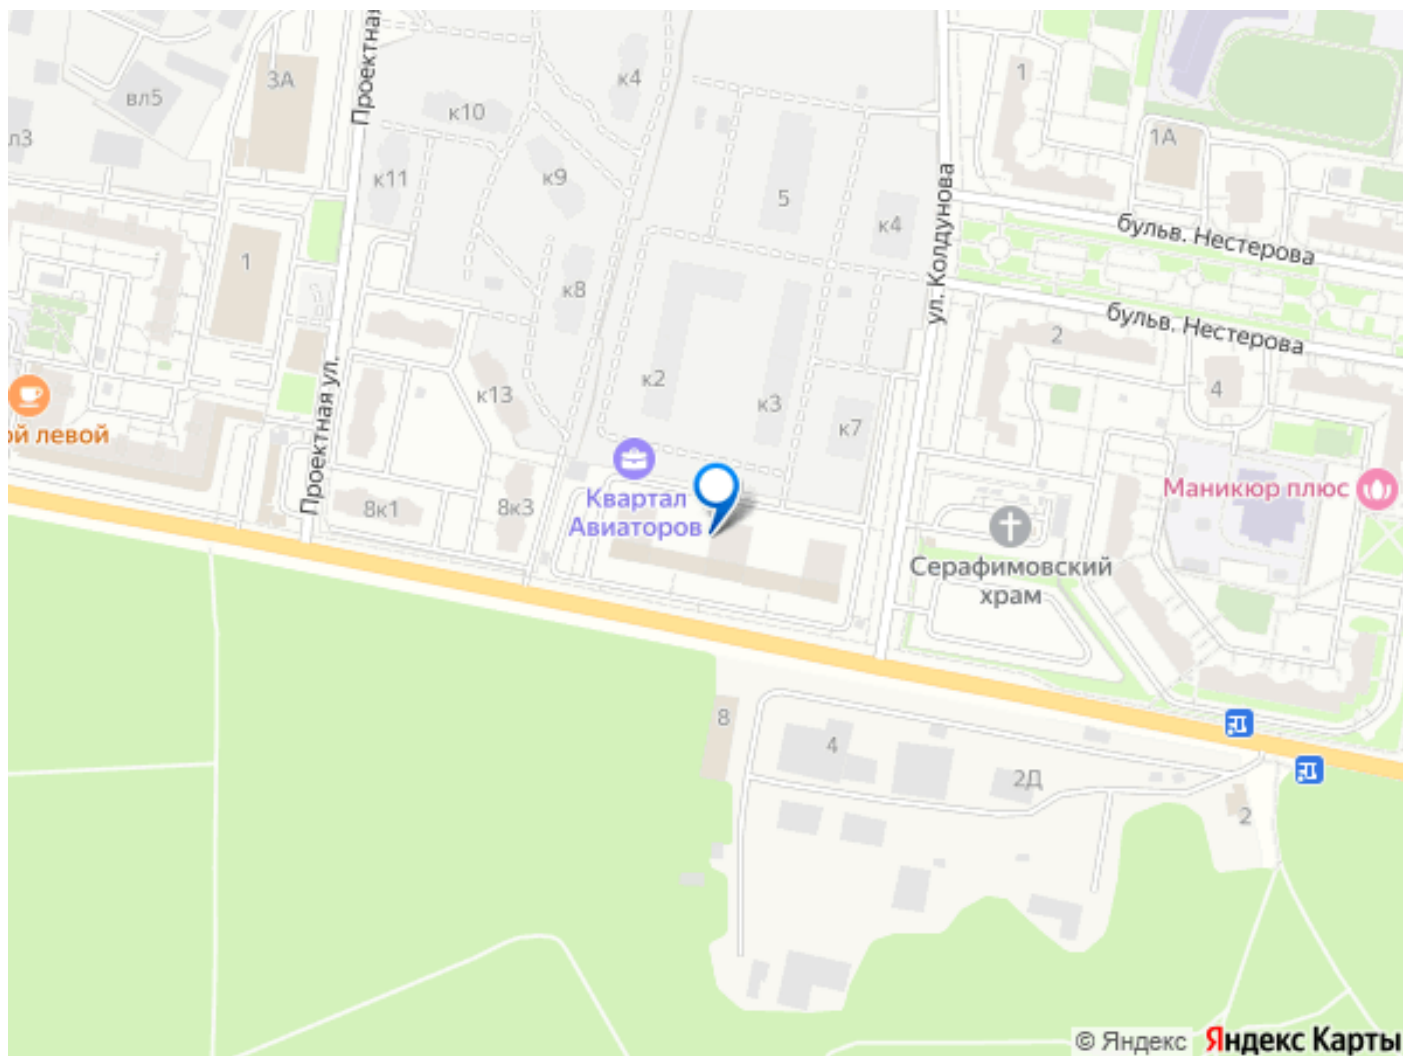 Проектная
3А
к4
1
вл5
к10
1А
л3
к11
к9
5
к4
ул. Колдунова
бульв. Нестерова
1
к8
бульв. Нестерова
2
к2
к13
к3
4
к7
ой левой
Проектная ул.
Квартал
Авиаторов
8к1
8к3
Маникюр плюс
Серафимовский
храм
8
4
2Д
2
© Яндекс Яндекс Карты